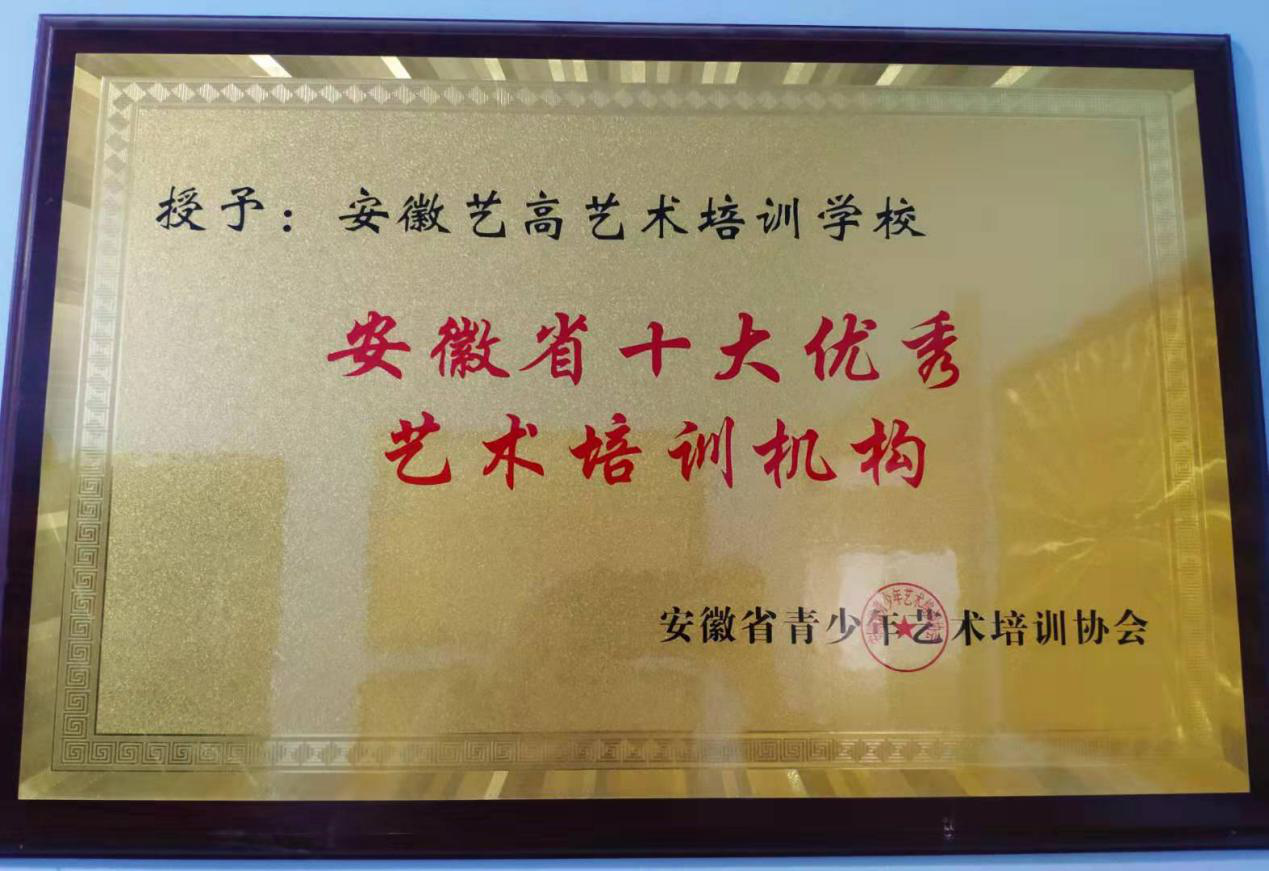 授予：安徽艺高艺术培训学校
安徽省十大优秀
艺术培训机构
安徽省青少年艺术培训协会